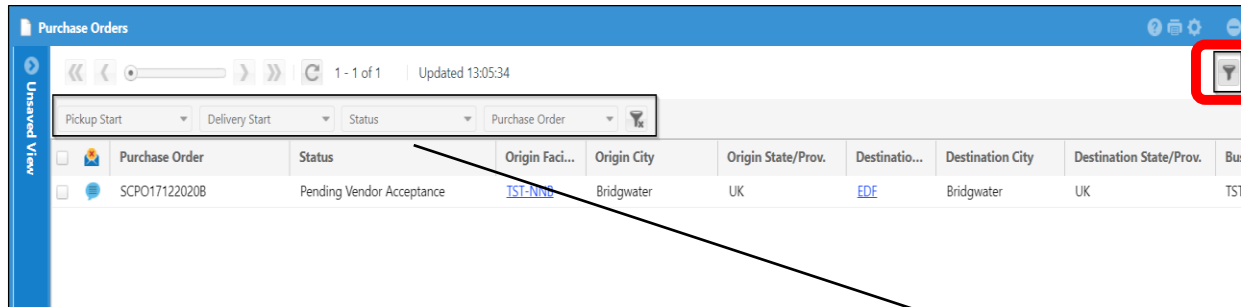 Purchase Orders
Unsaved View
1 - 1 of 1 Updated 13:05:34
Pickup Start Delivery Start Status Purchase Order
Purchase Order Status Origin Faci... Origin City Origin State/Prov. Destinatio... Destination City Destination State/Prov. Bus
SCPO17122020B Pending Vendor Acceptance TST-NNB Bridgwater UK EDF Bridgwater UK TST